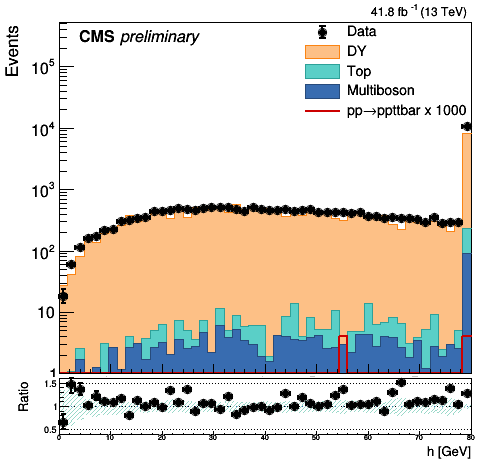 41.8 fb⁻¹ (13 TeV)
CMS preliminary
Data
DY
Top
Multiboson
pp→ppttbar x 1000
Events
10⁵
10⁴
10³
10²
10
1
Ratio
1.5
1
0.5
0 10 20 30 40 50 60 70 80
h [GeV]